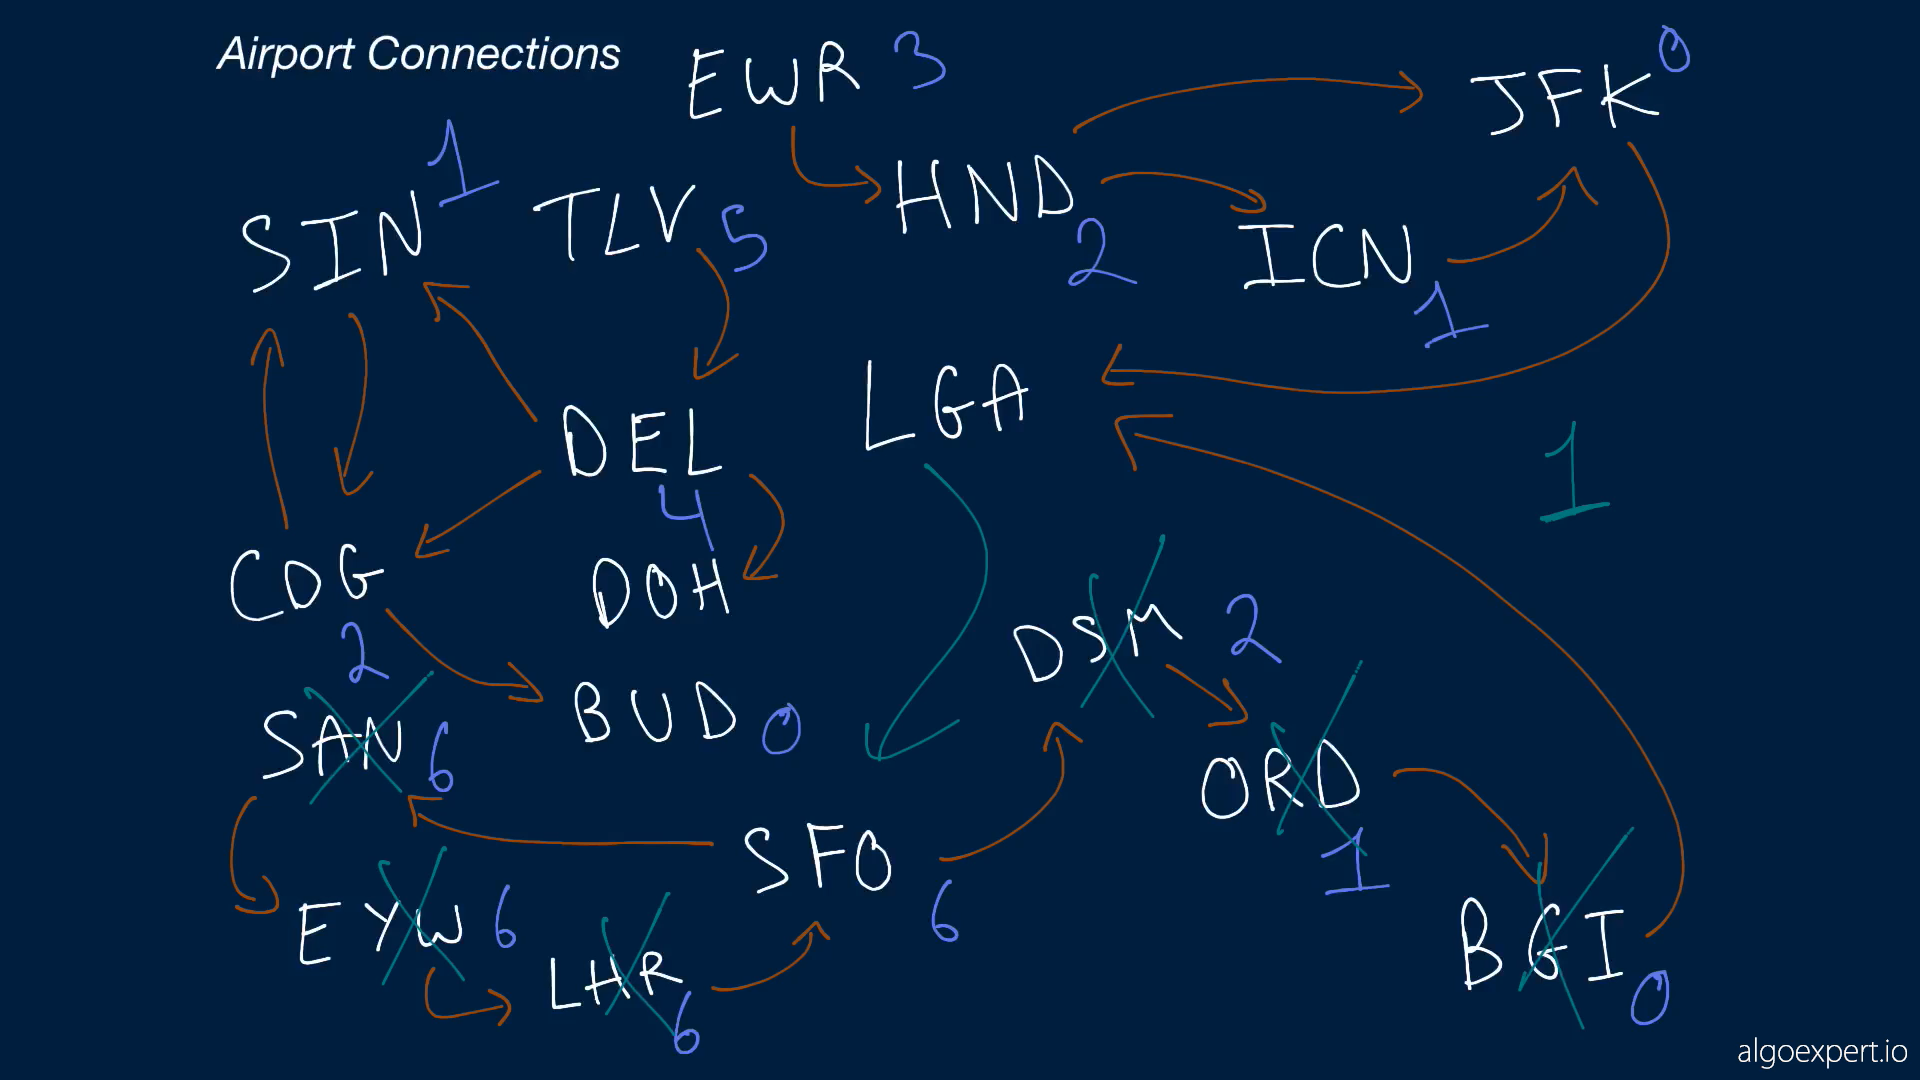 Airport Connections
EWR 3
JFK 0
SIN 1
TLV 5
HND 2
ICN 1
LGA
1
DEL 4
CDG 2
DOH
DSM 2
BUD 0
SAN 6
ORD 1
SFO 6
EYW 6
LHR 6
BGI 0
algoexpert.io